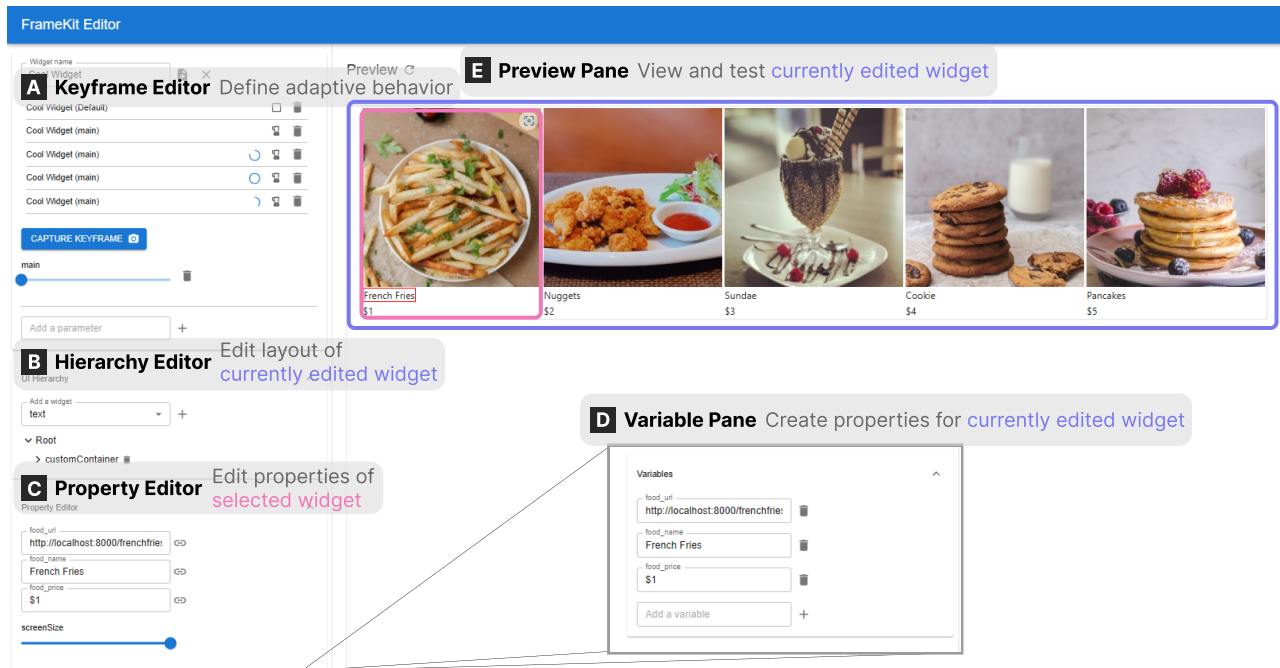 FrameKit Editor
Widget name
Cool Widget
A Keyframe Editor Define adaptive behavior
Cool Widget (Default)
Cool Widget (main)
Cool Widget (main)
Cool Widget (main)
Cool Widget (main)
CAPTURE KEYFRAME
main
Add a parameter
B Hierarchy Editor Edit layout of
currently edited widget
UI Hierarchy
Add a widget
text
Root
customContainer
C Property Editor Edit properties of
selected widget
Property Editor
food_url
http://localhost:8000/frenchfries
food_name
French Fries
food_price
$1
screenSize
Preview
E Preview Pane View and test currently edited widget
French Fries
$1
Nuggets
$2
Sundae
$3
Cookie
$4
Pancakes
$5
D Variable Pane Create properties for currently edited widget
Variables
food_url
http://localhost:8000/frenchfries
food_name
French Fries
food_price
$1
Add a variable